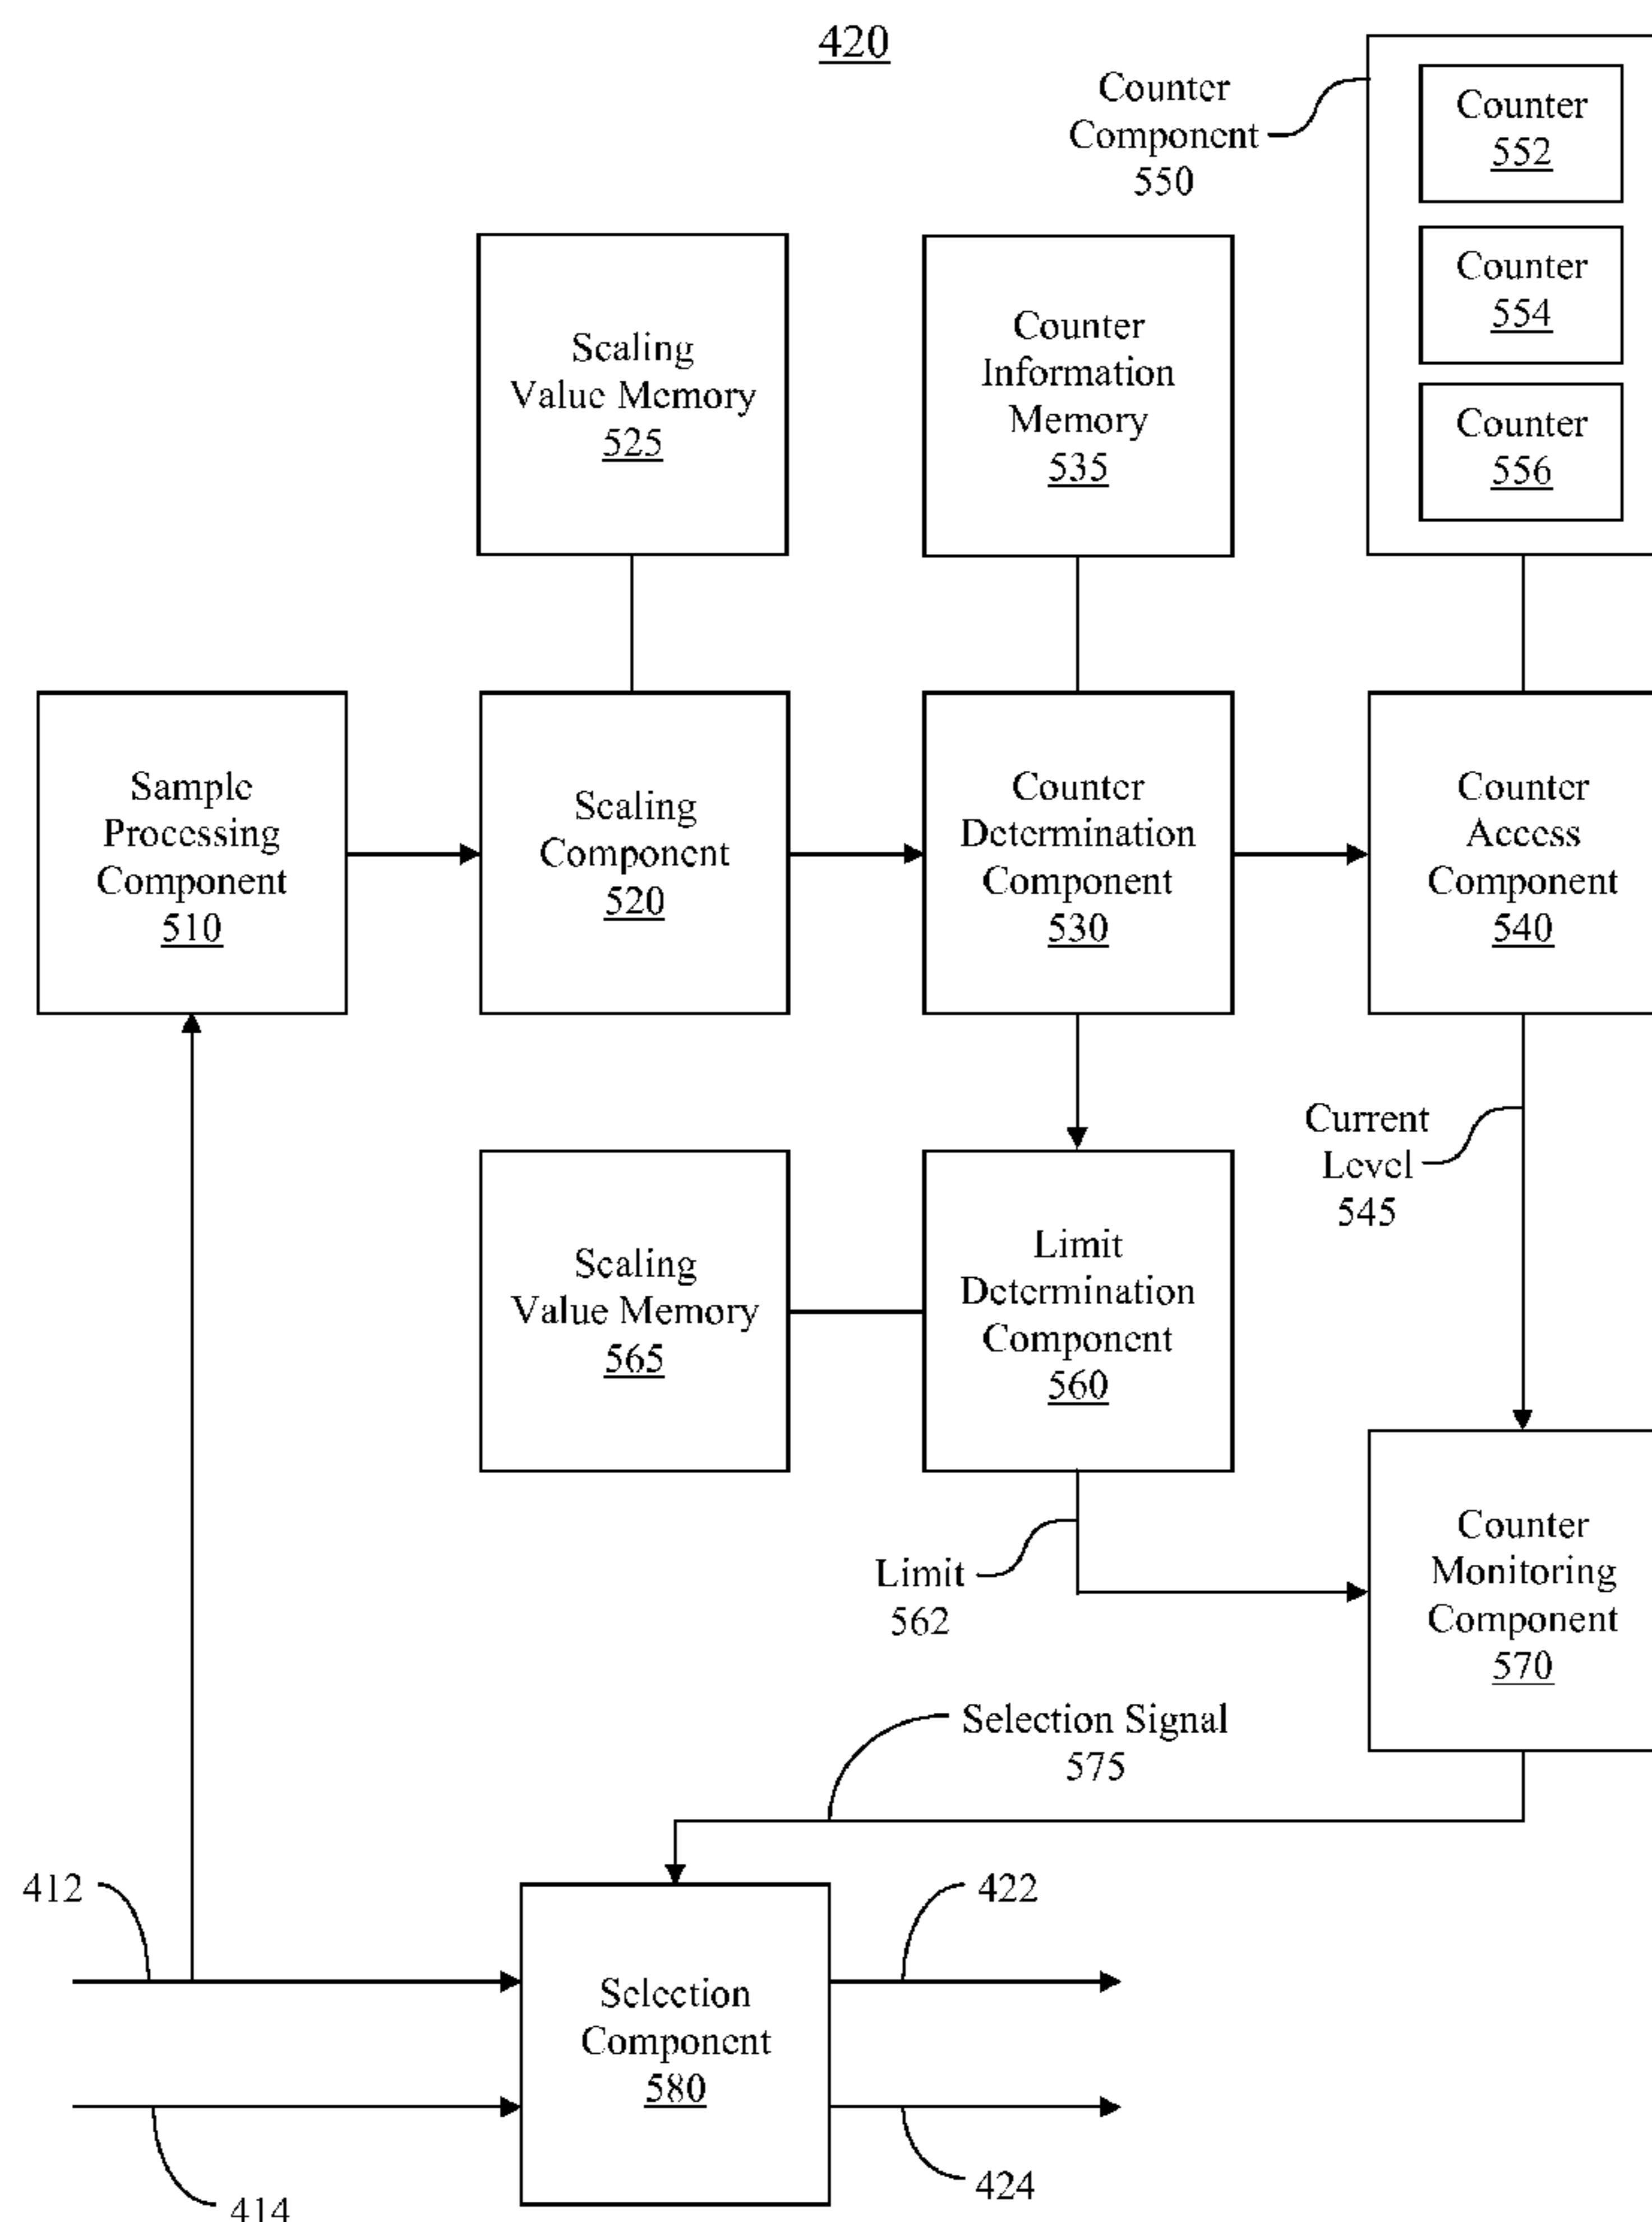 420
Counter
Component
550
Counter
552
Counter
554
Counter
556
Scaling
Value Memory
525
Counter
Information
Memory
535
Sample
Processing
Component
510
Scaling
Component
520
Counter
Determination
Component
530
Counter
Access
Component
540
Current
Level
545
Scaling
Value Memory
565
Limit
Determination
Component
560
Limit
562
Counter
Monitoring
Component
570
Selection Signal
575
412
422
Selection
Component
580
414
424